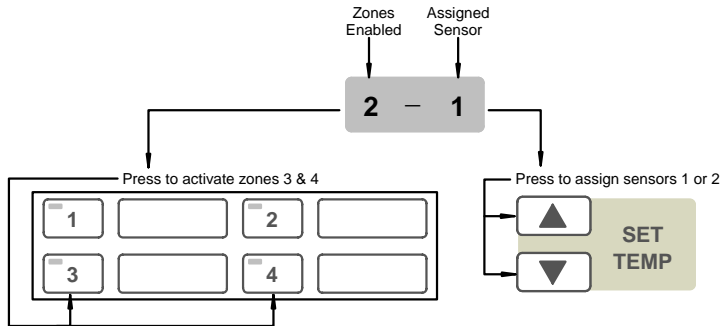 Zones
Enabled
Assigned
Sensor
2 – 1
Press to activate zones 3 & 4
Press to assign sensors 1 or 2
1
2
3
4
SET
TEMP